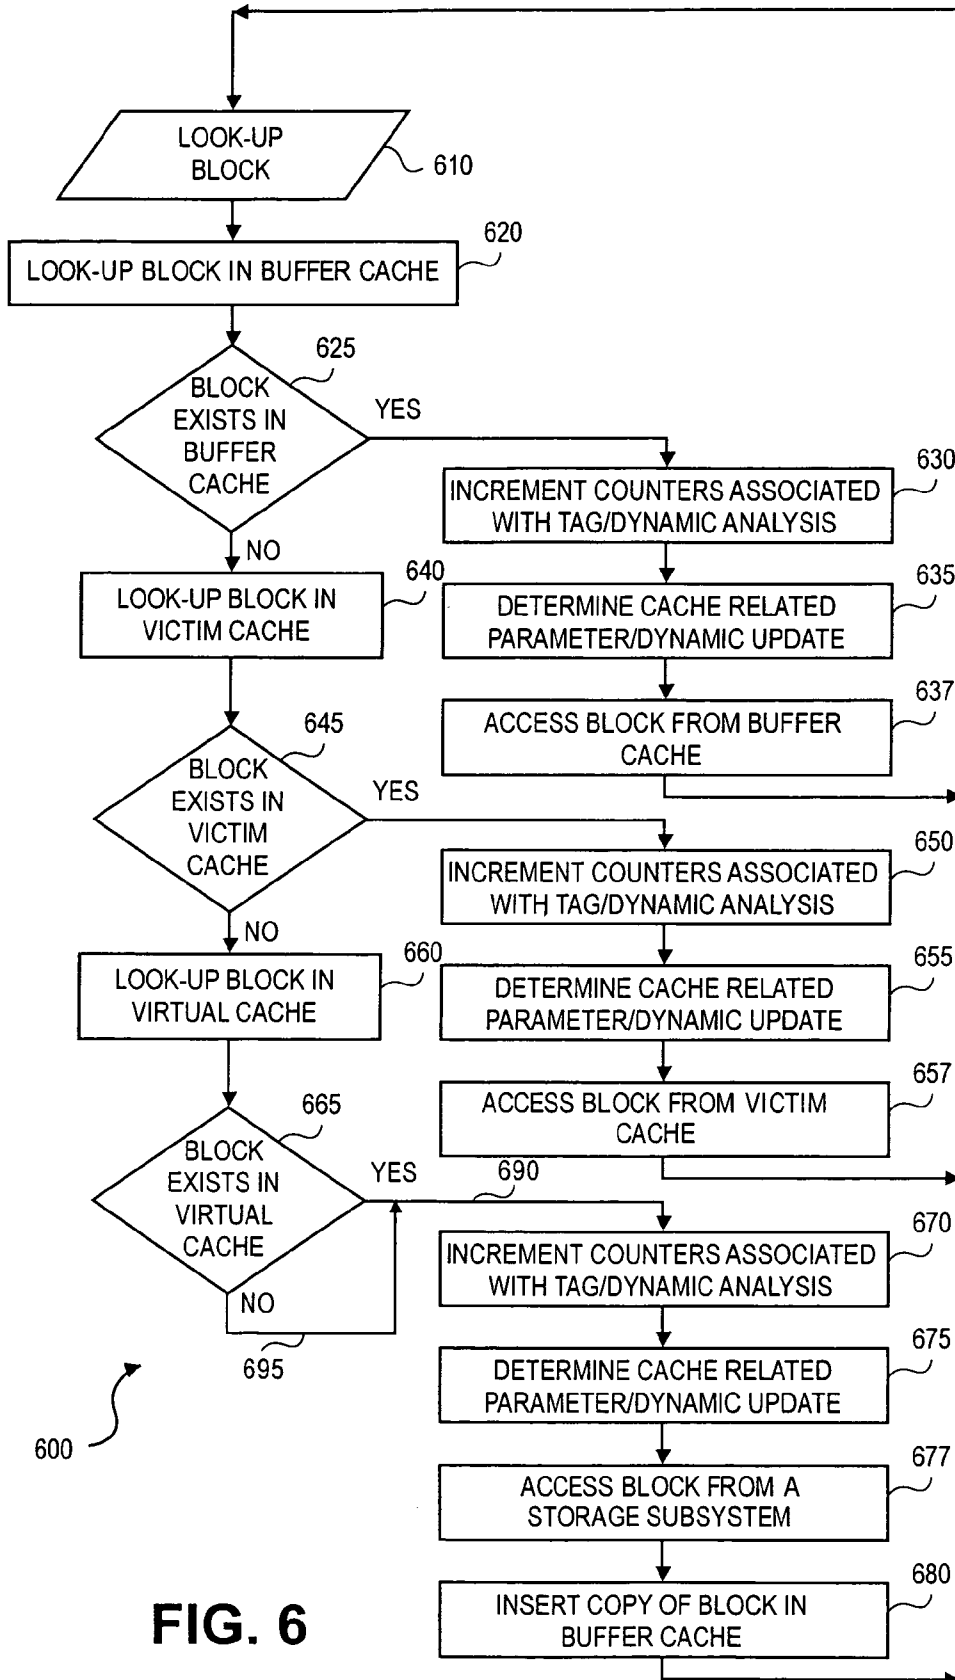 LOOK-UP
BLOCK
610
620
LOOK-UP BLOCK IN BUFFER CACHE
625
BLOCK
EXISTS IN
BUFFER
CACHE
YES
NO
630
INCREMENT COUNTERS ASSOCIATED
WITH TAG/DYNAMIC ANALYSIS
635
DETERMINE CACHE RELATED
PARAMETER/DYNAMIC UPDATE
637
ACCESS BLOCK FROM BUFFER
CACHE
640
LOOK-UP BLOCK IN
VICTIM CACHE
645
BLOCK
EXISTS IN
VICTIM
CACHE
YES
NO
650
INCREMENT COUNTERS ASSOCIATED
WITH TAG/DYNAMIC ANALYSIS
655
DETERMINE CACHE RELATED
PARAMETER/DYNAMIC UPDATE
657
ACCESS BLOCK FROM VICTIM
CACHE
660
LOOK-UP BLOCK IN
VIRTUAL CACHE
665
BLOCK
EXISTS IN
VIRTUAL
CACHE
YES
690
NO
695
670
INCREMENT COUNTERS ASSOCIATED
WITH TAG/DYNAMIC ANALYSIS
675
DETERMINE CACHE RELATED
PARAMETER/DYNAMIC UPDATE
677
ACCESS BLOCK FROM A
STORAGE SUBSYSTEM
680
INSERT COPY OF BLOCK IN
BUFFER CACHE
600
FIG. 6